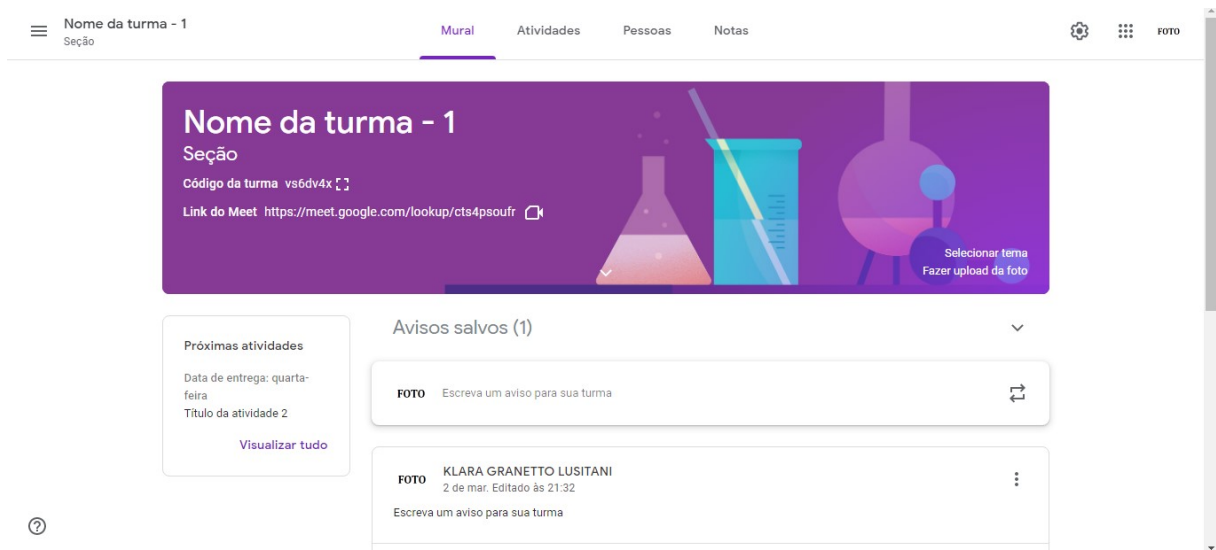 Nome da turma - 1
Seção
Mural
Atividades
Pessoas
Notas
FOTO
Nome da turma - 1
Seção
Código da turma vs6dv4x
Link do Meet https://meet.google.com/lookup/cts4psoufr
Selecionar tema
Fazer upload da foto
Próximas atividades
Data de entrega: quarta-
feira
Título da atividade 2
Visualizar tudo
Avisos salvos (1)
FOTO Escreva um aviso para sua turma
FOTO
KLARA GRANETTO LUSITANI
2 de mar. Editado às 21:32
Escreva um aviso para sua turma